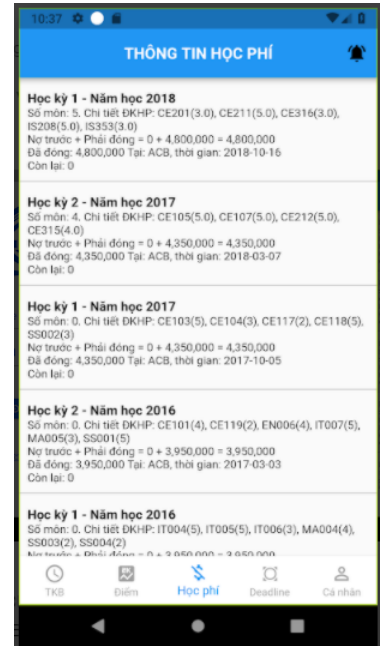 10:37
THÔNG TIN HỌC PHÍ
Học kỳ 1 - Năm học 2018
Số môn: 5. Chi tiết ĐKHP: CE201(3.0), CE211(5.0), CE316(3.0),
IS208(5.0), IS353(3.0)
Nợ trước + Phải đóng = 0 + 4,800,000 = 4,800,000
Đã đóng: 4,800,000 Tại: ACB, thời gian: 2018-10-16
Còn lại: 0
Học kỳ 2 - Năm học 2017
Số môn: 4. Chi tiết ĐKHP: CE105(5.0), CE107(5.0), CE212(5.0),
CE315(4.0)
Nợ trước + Phải đóng = 0 + 4,350,000 = 4,350,000
Đã đóng: 4,350,000 Tại: ACB, thời gian: 2018-03-07
Còn lại: 0
Học kỳ 1 - Năm học 2017
Số môn: 0. Chi tiết ĐKHP: CE103(5), CE104(3), CE117(2), CE118(5),
SS002(3)
Nợ trước + Phải đóng = 0 + 4,350,000 = 4,350,000
Đã đóng: 4,350,000 Tại: ACB, thời gian: 2017-10-05
Còn lại: 0
Học kỳ 2 - Năm học 2016
Số môn: 0. Chi tiết ĐKHP: CE101(4), CE119(2), EN006(4), IT007(5),
MA005(3), SS001(5)
Nợ trước + Phải đóng = 0 + 3,950,000 = 3,950,000
Đã đóng: 3,950,000 Tại: ACB, thời gian: 2017-03-03
Còn lại: 0
Học kỳ 1 - Năm học 2016
Số môn: 0. Chi tiết ĐKHP: IT004(5), IT005(5), IT006(3), MA004(4),
SS003(2), SS004(2)
Nợ trước + Phải đóng = 0 + 3,950,000 = 3,950,000
TKB Điểm Học phí Deadline Cá nhân